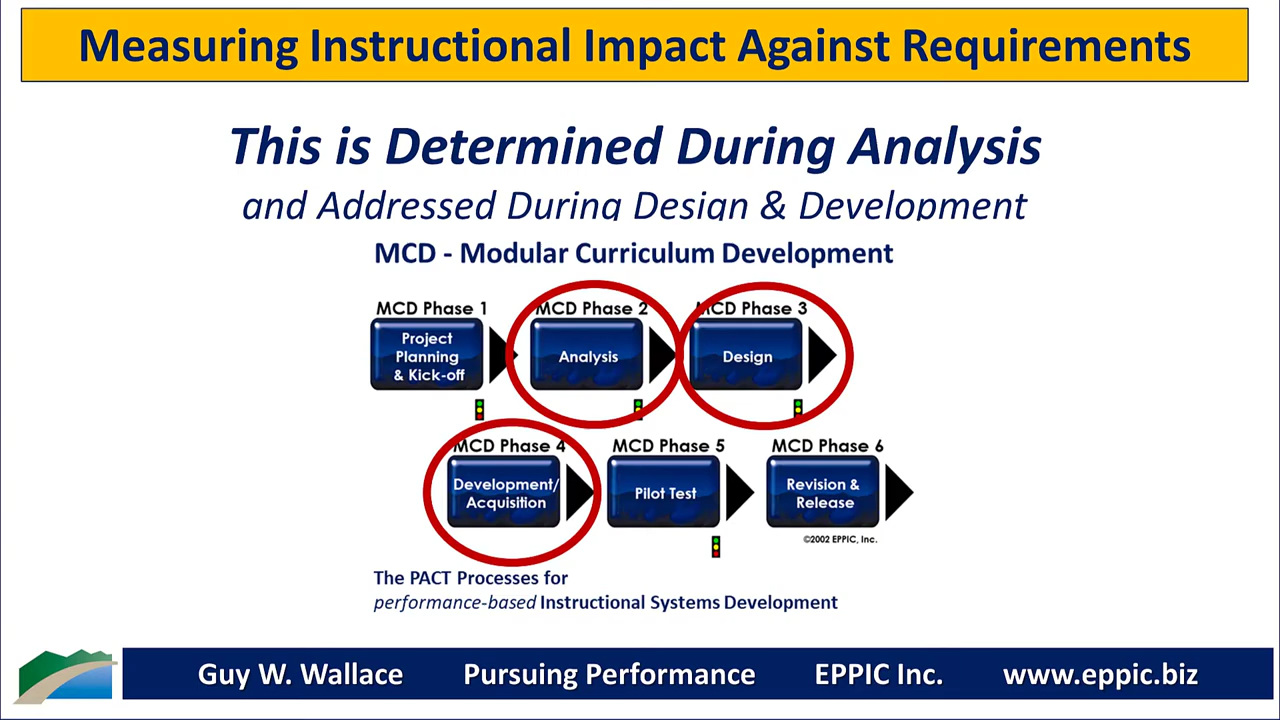 Measuring Instructional Impact Against Requirements
This is Determined During Analysis
and Addressed During Design & Development
MCD - Modular Curriculum Development
MCD Phase 1
MCD Phase 2
MCD Phase 3
Project
Planning
& Kick-off
Analysis
Design
MCD Phase 4
MCD Phase 5
MCD Phase 6
Development/
Acquisition
Pilot Test
Revision &
Release
©2002 EPPIC, Inc.
The PACT Processes for
performance-based Instructional Systems Development
Guy W. Wallace Pursuing Performance EPPIC Inc. www.eppic.biz